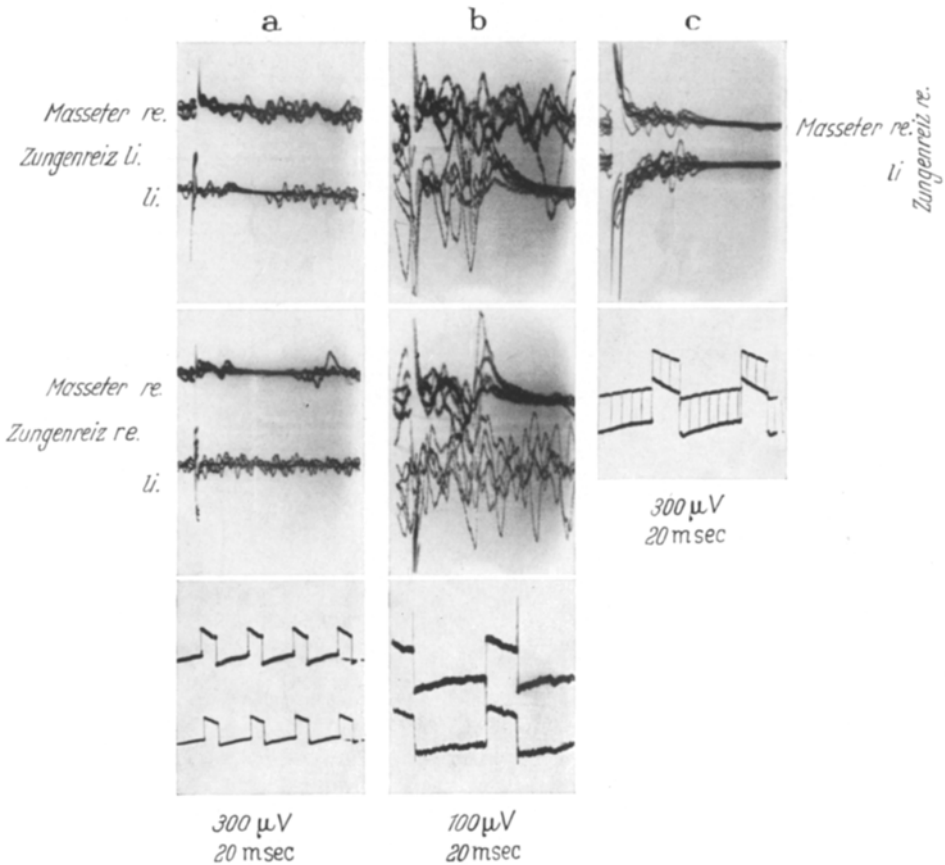 a b c
Masseter re.
Zungenreiz li.
li.
Masseter re.
li
Zungenreiz re.
Masseter re.
Zungenreiz re.
li.
300 μV
20 msec
300 μV
20 msec
100 μV
20 msec